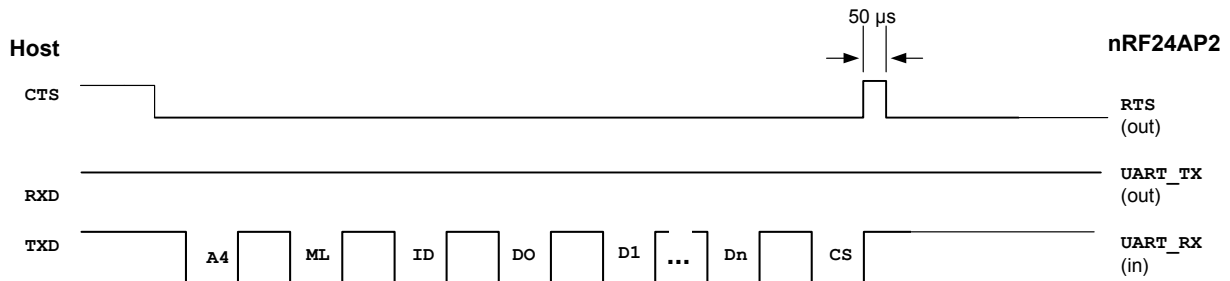 50 µs
Host
nRF24AP2
CTS
RTS
(out)
RXD
UART_TX
(out)
TXD
A4 ML ID DO D1 ... Dn CS
UART_RX
(in)